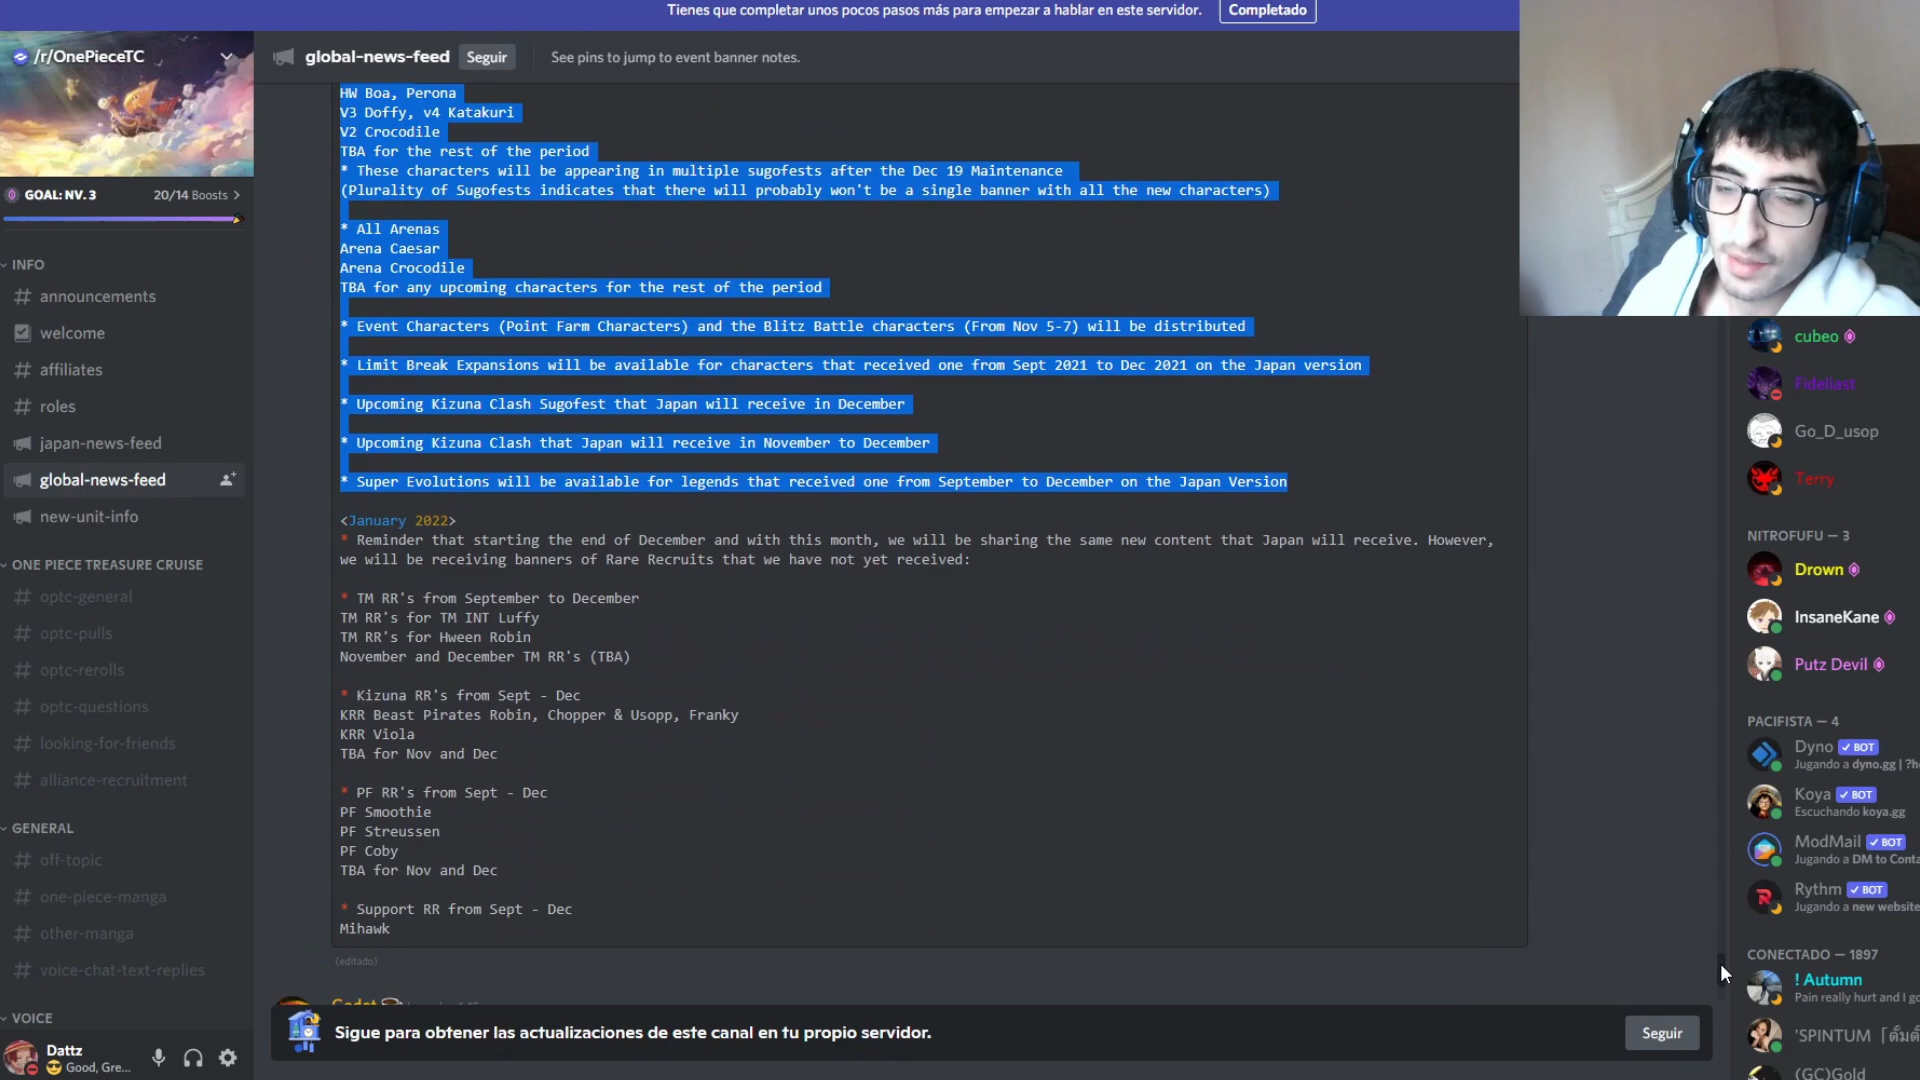 Tienes que completar unos pocos pasos más para empezar a hablar en este servidor.
Completado
/r/OnePieceTC
GOAL: NV. 3
20/14 Boosts
INFO
announcements
welcome
affiliates
roles
japan-news-feed
global-news-feed
new-unit-info
ONE PIECE TREASURE CRUISE
optc-general
optc-pulls
optc-rerolls
optc-questions
looking-for-friends
alliance-recruitment
GENERAL
off-topic
one-piece-manga
other-manga
voice-chat-text-replies
VOICE
Dattz
Good, Gre...
global-news-feed
Seguir
See pins to jump to event banner notes.
HW Boa, Perona
V3 Doffy, v4 Katakuri
V2 Crocodile
TBA for the rest of the period
* These characters will be appearing in multiple sugofests after the Dec 19 Maintenance
(Plurality of Sugofests indicates that there will probably won't be a single banner with all the new characters)
* All Arenas
Arena Caesar
Arena Crocodile
TBA for any upcoming characters for the rest of the period
* Event Characters (Point Farm Characters) and the Blitz Battle characters (From Nov 5-7) will be distributed
* Limit Break Expansions will be available for characters that received one from Sept 2021 to Dec 2021 on the Japan version
* Upcoming Kizuna Clash Sugofest that Japan will receive in December
* Upcoming Kizuna Clash that Japan will receive in November to December
* Super Evolutions will be available for legends that received one from September to December on the Japan Version
<January 2022>
* Reminder that starting the end of December and with this month, we will be sharing the same new content that Japan will receive. However,
we will be receiving banners of Rare Recruits that we have not yet received:
* TM RR's from September to December
TM RR's for TM INT Luffy
TM RR's for Hween Robin
November and December TM RR's (TBA)
* Kizuna RR's from Sept - Dec
KRR Beast Pirates Robin, Chopper & Usopp, Franky
KRR Viola
TBA for Nov and Dec
* PF RR's from Sept - Dec
PF Smoothie
PF Streussen
PF Coby
TBA for Nov and Dec
* Support RR from Sept - Dec
Mihawk
(editado)
Sigue para obtener las actualizaciones de este canal en tu propio servidor.
Seguir
cubeo
Fideliast
Go_D_usop
Terry
NITROFUFU — 3
Drown
InsaneKane
Putz Devil
PACIFISTA — 4
Dyno BOT
Jugando a dyno.gg | ?h
Koya BOT
Escuchando koya.gg
ModMail BOT
Jugando a DM to Conta
Rythm BOT
Jugando a new website
CONECTADO — 1897
! Autumn
Pain really hurt and I g
'SPINTUM
(GC)Gold